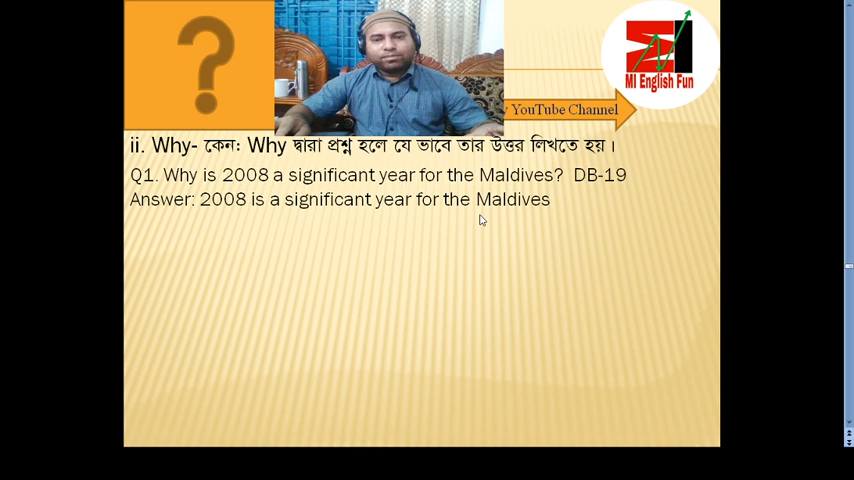 ?
MI English Fun
YouTube Channel
ii. Why- কেন: Why দ্বারা প্রশ্ন হলে যে ভাবে তার উত্তর লিখতে হয়।
Q1. Why is 2008 a significant year for the Maldives? DB-19
Answer: 2008 is a significant year for the Maldives